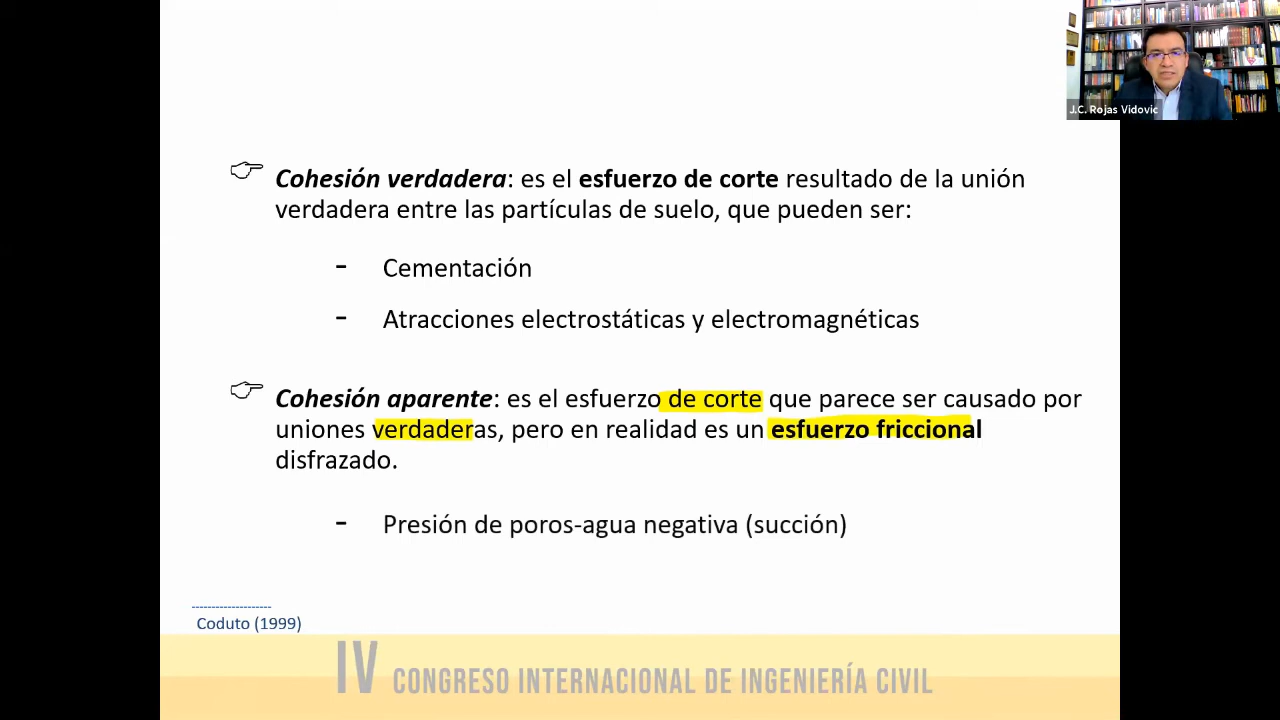 J.C. Rojas Vidovic
Cohesión verdadera: es el esfuerzo de corte resultado de la unión
verdadera entre las partículas de suelo, que pueden ser:
- Cementación
- Atracciones electrostáticas y electromagnéticas
Cohesión aparente: es el esfuerzo de corte que parece ser causado por
uniones verdaderas, pero en realidad es un esfuerzo friccional
disfrazado.
- Presión de poros-agua negativa (succión)
--------------------
Coduto (1999)
IV CONGRESO INTERNACIONAL DE INGENIERÍA CIVIL